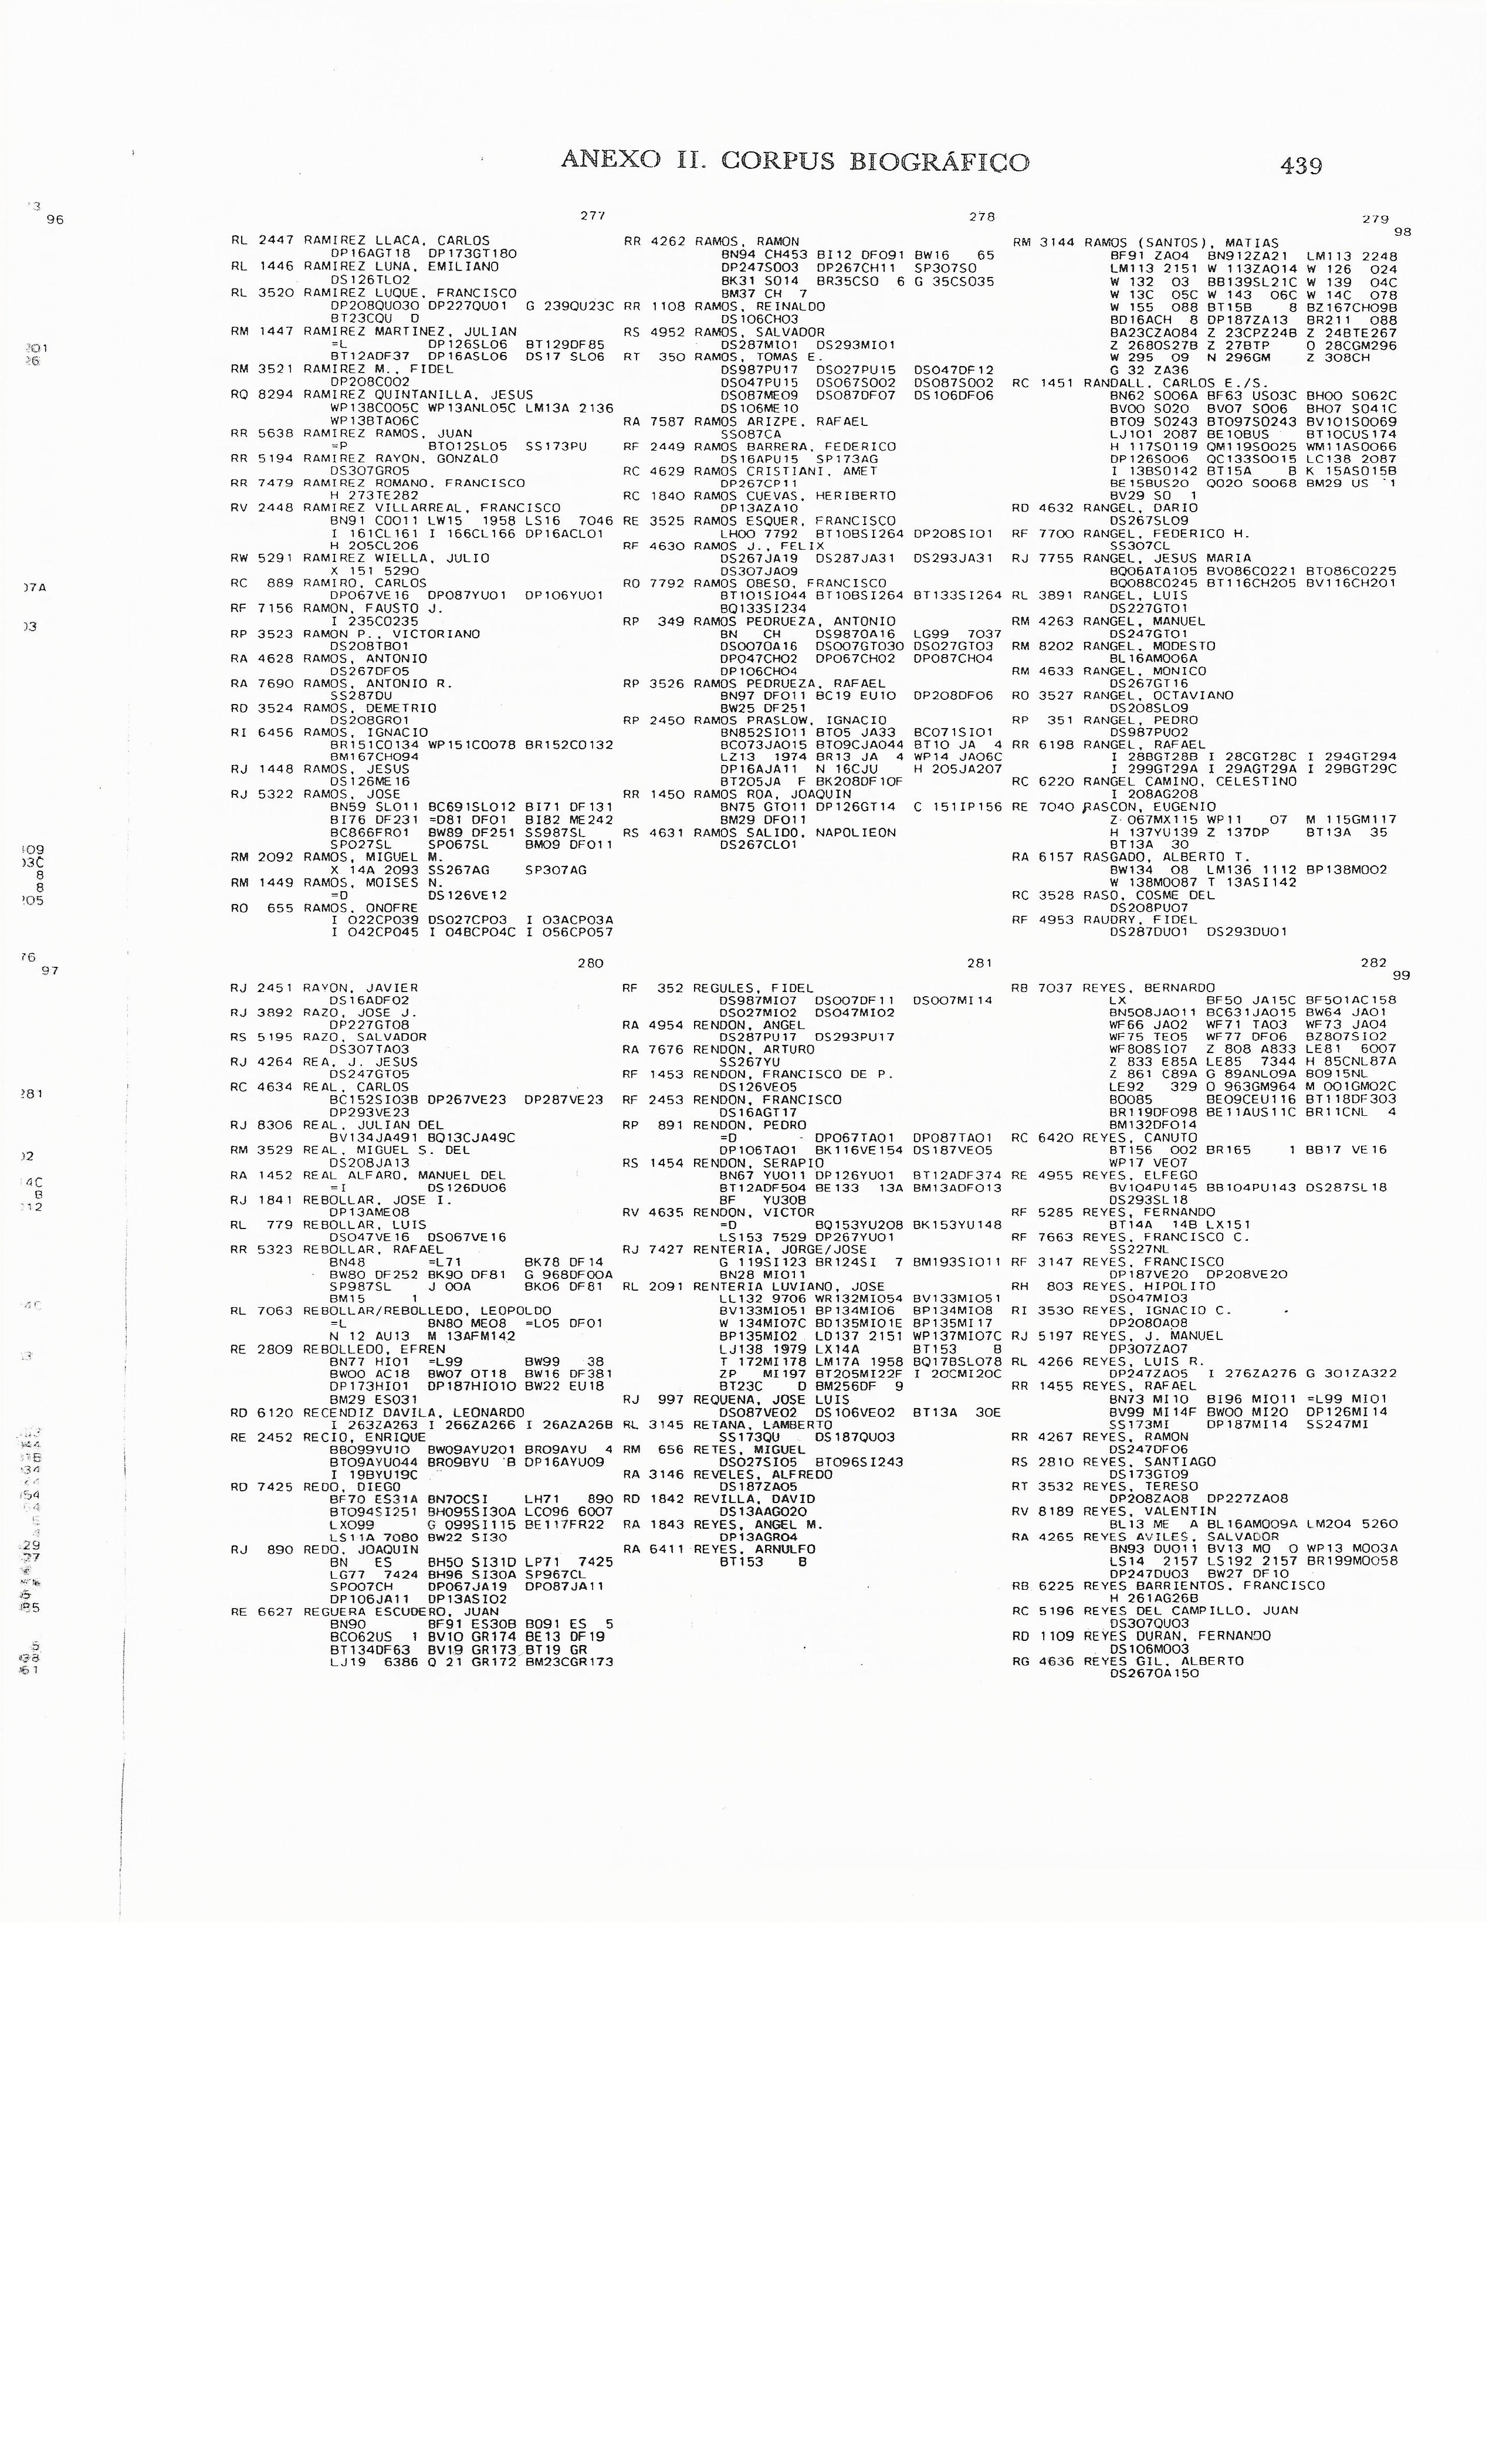 ANEXO II. CORPUS BIOGRÁFICO 439
277
RL 2447 RAMIREZ LLACA, CARLOS
DP16AGT18 DP173GT180
RL 1446 RAMIREZ LUNA, EMILIANO
DS126TL02
RL 3520 RAMIREZ LUQUE, FRANCISCO
DP208QU030 DP227QU01 G 239QU23C
BT23CQU D
RM 1447 RAMIREZ MARTINEZ, JULIAN
=L DP126SL06 BT129DF85
BT12ADF37 DP16ASL06 DS17 SL06
RM 3521 RAMIREZ M., FIDEL
DP208C002
RQ 8294 RAMIREZ QUINTANILLA, JESUS
WP138C005C WP13ANL05C LM13A 2136
WP13BTA06C
RR 5638 RAMIREZ RAMOS, JUAN
=P BT012SL05 SS173PU
RR 5194 RAMIREZ RAYON, GONZALO
DS307GR05
RR 7479 RAMIREZ ROMANO, FRANCISCO
H 273TE282
RV 2448 RAMIREZ VILLARREAL, FRANCISCO
BN91 C0011 LW15 1958 LS16 7046
I 161CL161 I 166CL166 DP16ACL01
H 205CL206
RW 5291 RAMIREZ WIELLA, JULIO
X 151 5290
RC 889 RAMIRO, CARLOS
DP067VE16 DP087YU01 DP106YU01
RF 7156 RAMON, FAUSTO J.
I 235C0235
RP 3523 RAMON P., VICTORIANO
DS208TB01
RA 4628 RAMOS, ANTONIO
DS267DF05
RA 7690 RAMOS, ANTONIO R.
SS287DU
RD 3524 RAMOS, DEMETRIO
DS208GR01
RI 6456 RAMOS, IGNACIO
BR151C0134 WP151C0078 BR152C0132
BM167CH094
RJ 1448 RAMOS, JESUS
DS126ME16
RJ 5322 RAMOS, JOSE
BN59 SL011 BC691SL012 BI71 DF131
BI76 DF231 =D81 DF01 BI82 ME242
BC866FR01 BW89 DF251 SS987SL
SP027SL SP067SL BM09 DF011
RM 2092 RAMOS, MIGUEL M.
X 14A 2093 SS267AG SP307AG
RM 1449 RAMOS, MOISES N.
=D DS126VE12
RO 655 RAMOS, ONOFRE
I 022CP039 DS027CP03 I 03ACP03A
I 042CP045 I 04BCP04C I 056CP057
278
RR 4262 RAMOS, RAMON
BN94 CH453 BI12 DF091 BW16 65
DP247S003 DP267CH11 SP307SO
BK31 S014 BR35CSO 6 G 35CS035
BM37 CH 7
RR 1108 RAMOS, REINALDO
DS106CH03
RS 4952 RAMOS, SALVADOR
DS287MI01 DS293MI01
RT 350 RAMOS, TOMAS E.
DS987PU17 DS027PU15 DS047DF12
DS047PU15 DS067S002 DS087S002
DS087ME09 DS087DF07 DS106DF06
DS106ME10
RA 7587 RAMOS ARIZPE, RAFAEL
SS087CA
RF 2449 RAMOS BARRERA, FEDERICO
DS16APU15 SP173AG
RC 4629 RAMOS CRISTIANI, AMET
DP267CP11
RC 1840 RAMOS CUEVAS, HERIBERTO
DP13AZA10
RE 3525 RAMOS ESQUER, FRANCISCO
LH00 7792 BT10BSI264 DP208SI01
RF 4630 RAMOS J., FELIX
DS267JA19 DS287JA31 DS293JA31
DS307JA09
RO 7792 RAMOS OBESO, FRANCISCO
BT101SI044 BT10BSI264 BT133SI264
BQ133SI234
RP 349 RAMOS PEDRUEZA, ANTONIO
BN CH DS9870A16 LG99 7037
DS0070A16 DS007GT030 DS027GT03
DP047CH02 DP067CH02 DP087CH04
DP106CH04
RP 3526 RAMOS PEDRUEZA, RAFAEL
BN97 DF011 BC19 EU10 DP208DF06
BW25 DF251
RP 2450 RAMOS PRASLOW, IGNACIO
BN852SI011 BT05 JA33 BC071SI01
BC073JA015 BT09CJA044 BT10 JA 4
LZ13 1974 BR13 JA 4 WP14 JA06C
DP16AJA11 N 16CJU H 205JA207
BT205JA F BK208DF10F
RR 1450 RAMOS ROA, JOAQUIN
BN75 GT011 DP126GT14 C 151IP156
BM29 DF011
RS 4631 RAMOS SALIDO, NAPOLIEON
DS267CL01
279
98
RM 3144 RAMOS (SANTOS), MATIAS
BF91 ZA04 BN912ZA21 LM113 2248
LM113 2151 W 113ZA014 W 126 024
W 132 03 BB139SL21C W 139 04C
W 13C 05C W 143 06C W 14C 078
W 155 088 BT15B 8 BZ167CH09B
BD16ACH 8 DP187ZA13 BR211 088
BA23CZA084 Z 23CPZ24B Z 24BTE267
Z 2680S27B Z 27BTP O 28CGM296
W 295 09 N 296GM Z 308CH
G 32 ZA36
RC 1451 RANDALL, CARLOS E./S.
BN62 S006A BF63 US03C BH00 S062C
BV00 S020 BV07 S006 BH07 S041C
BT09 S0243 BT097S0243 BV101S0069
LJ101 2087 BE10BUS BT10CUS174
H 117S0119 QM119S0025 WM11AS0066
DP126S006 QC133S0015 LC138 2087
I 13BS0142 BT15A B K 15AS015B
BE15BUS20 Q020 S0068 BM29 US 1
BV29 SO 1
RD 4632 RANGEL, DARIO
DS267SL09
RF 7700 RANGEL, FEDERICO H.
SS307CL
RJ 7755 RANGEL, JESUS MARIA
BQ06ATA105 BV086C0221 BT086C0225
BQ088C0245 BT116CH205 BV116CH201
RL 3891 RANGEL, LUIS
DS227GT01
RM 4263 RANGEL, MANUEL
DS247GT01
RM 8202 RANGEL, MODESTO
BL16AM006A
RM 4633 RANGEL, MONICO
DS267GT16
RO 3527 RANGEL, OCTAVIANO
DS208SL09
RP 351 RANGEL, PEDRO
DS987PU02
RR 6198 RANGEL, RAFAEL
I 28BGT28B I 28CGT28C I 294GT294
I 299GT29A I 29AGT29A I 29BGT29C
RC 6220 RANGEL CAMINO, CELESTINO
I 208AG208
RE 7040 RASCON, EUGENIO
Z 067MX115 WP11 07 M 115GM117
H 137YU139 Z 137DP BT13A 35
BT13A 30
RA 6157 RASGADO, ALBERTO T.
BW134 08 LM136 1112 BP138M002
W 138M0087 T 13ASI142
RC 3528 RASO, COSME DEL
DS208PU07
RF 4953 RAUDRY, FIDEL
DS287DU01 DS293DU01
280
RJ 2451 RAYON, JAVIER
DS16ADF02
RJ 3892 RAZO, JOSE J.
DP227GT08
RS 5195 RAZO, SALVADOR
DS307TA03
RJ 4264 REA, J. JESUS
DS247GT05
RC 4634 REAL, CARLOS
BC152SI03B DP267VE23 DP287VE23
DP293VE23
RJ 8306 REAL, JULIAN DEL
BV134JA491 BQ13CJA49C
RM 3529 REAL, MIGUEL S. DEL
DS208JA13
RA 1452 REAL ALFARO, MANUEL DEL
=I DS126DU06
RJ 1841 REBOLLAR, JOSE I.
DP13AME08
RL 779 REBOLLAR, LUIS
DS047VE16 DS067VE16
RR 5323 REBOLLAR, RAFAEL
BN48 =L71 BK78 DF14
BW80 DF252 BK90 DF81 G 968DF00A
SP987SL J 00A BK06 DF81
BM15 1
RL 7063 REBOLLAR/REBOLLEDO, LEOPOLDO
=L BN80 ME08 =L05 DF01
N 12 AU13 M 13AFM142
RE 2809 REBOLLEDO, EFREN
BN77 HI01 =L99 BW99 38
BW00 AC18 BW07 OT18 BW16 DF381
DP173HI01 DP187HI010 BW22 EU18
BM29 ES031
RD 6120 RECENDIZ DAVILA, LEONARDO
I 263ZA263 I 266ZA266 I 26AZA26B
RE 2452 RECIO, ENRIQUE
BB099YU10 BW09AYU201 BR09AYU 4
BT09AYU044 BR09BYU B DP16AYU09
I 19BYU19C
RD 7425 REDO, DIEGO
BF70 ES31A BN70CSI LH71 890
BT094SI251 BH095SI30A LC096 6007
LX099 G 099SI115 BE117FR22
LS11A 7080 BW22 SI30
RJ 890 REDO, JOAQUIN
BN ES BH50 SI31D LP71 7425
LG77 7424 BH96 SI30A SP967CL
SP007CH DP067JA19 DP087JA11
DP106JA11 DP13ASI02
RE 6627 REGUERA ESCUDERO, JUAN
BN90 BF91 ES30B B091 ES 5
BC062US 1 BV10 GR174 BE13 DF19
BT134DF63 BV19 GR173 BT19 GR
LJ19 6386 Q 21 GR172 BM23CGR173
281
RF 352 REGULES, FIDEL
DS987MI07 DS007DF11 DS007MI14
DS027MI02 DS047MI02
RA 4954 RENDON, ANGEL
DS287PU17 DS293PU17
RA 7676 RENDON, ARTURO
SS267YU
RF 1453 RENDON, FRANCISCO DE P.
DS126VE05
RF 2453 RENDON, FRANCISCO
DS16AGT17
RP 891 RENDON, PEDRO
=D DP067TA01 DP087TA01
DP106TA01 BK116VE154 DS187VE05
RS 1454 RENDON, SERAPIO
BN67 YU011 DP126YU01 BT12ADF374
BT12ADF504 BE133 13A BM13ADF013
BF YU30B
RV 4635 RENDON, VICTOR
=D BQ153YU208 BK153YU148
LS153 7529 DP267YU01
RJ 7427 RENTERIA, JORGE/JOSE
G 119SI123 BR124SI 7 BM193SI011
BN28 MI011
RL 2091 RENTERIA LUVIANO, JOSE
LL132 9706 WR132MI054 BV133MI051
BV133MI051 BP134MI06 BP134MI08
W 134MI07C BD135MI01E BP135MI17
BP135MI02 LD137 2151 WP137MI07C
LJ138 1979 LX14A BT153 B
T 172MI178 LM17A 1958 BQ17BSL078
ZP MI197 BT205MI22F I 20CMI20C
BT23C D BM256DF 9
RJ 997 REQUENA, JOSE LUIS
DS087VE02 DS106VE02 BT13A 30E
RL 3145 RETANA, LAMBERTO
SS173QU DS187QU03
RM 656 RETES, MIGUEL
DS027SI05 BT096SI243
RA 3146 REVELES, ALFREDO
DS187ZA05
RD 1842 REVILLA, DAVID
DS13AAG020
RA 1843 REYES, ANGEL M.
DP13AGR04
RA 6411 REYES, ARNULFO
BT153 B
282
99
RB 7037 REYES, BERNARDO
LX BF50 JA15C BF501AC158
BN508JA011 BC631JA015 BW64 JA01
WF66 JA02 WF71 TA03 WF73 JA04
WF75 TE05 WF77 DF06 BZ807SI02
WF808SI07 Z 808 A833 LE81 6007
Z 833 E85A LE85 7344 H 85CNL87A
Z 861 C89A G 89ANL09A B0915NL
LE92 329 O 963GM964 M 001GM02C
B0085 BE09CEU116 BT118DF303
BR119DF098 BE11AUS11C BR11CNL 4
BM132DF014
RC 6420 REYES, CANUTO
BT156 002 BR165 1 BB17 VE16
WP17 VE07
RE 4955 REYES, ELFEGO
BV104PU145 BB104PU143 DS287SL18
DS293SL18
RF 5285 REYES, FERNANDO
BT14A 14B LX151
RF 7663 REYES, FRANCISCO C.
SS227NL
RF 3147 REYES, FRANCISCO
DP187VE20 DP208VE20
RH 803 REYES, HIPOLITO
DS047MI03
RI 3530 REYES, IGNACIO C.
DP2080A08
RJ 5197 REYES, J. MANUEL
DP307ZA07
RL 4266 REYES, LUIS R.
DP247ZA05 I 276ZA276 G 301ZA322
RR 1455 REYES, RAFAEL
BN73 MI10 BI96 MI011 =L99 MI01
BV99 MI14F BW00 MI20 DP126MI14
SS173MI DP187MI14 SS247MI
RR 4267 REYES, RAMON
DS247DF06
RS 2810 REYES, SANTIAGO
DS173GT09
RT 3532 REYES, TERESO
DP208ZA08 DP227ZA08
RV 8189 REYES, VALENTIN
BL13 ME A BL16AM009A LM204 5260
RA 4265 REYES AVILES, SALVADOR
BN93 DU011 BV13 MO O WP13 M003A
LS14 2157 LS192 2157 BR199M0058
DP247DU03 BW27 DF10
RB 6225 REYES BARRIENTOS, FRANCISCO
H 261AG26B
RC 5196 REYES DEL CAMPILLO, JUAN
DS307QU03
RD 1109 REYES DURAN, FERNANDO
DS106M003
RG 4636 REYES GIL, ALBERTO
DS2670A150